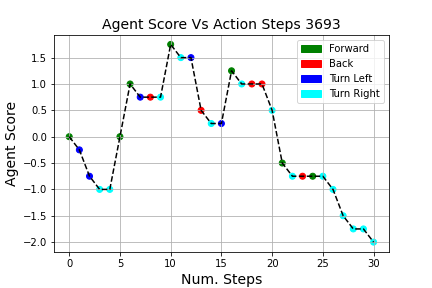 Agent Score Vs Action Steps 3693
Forward
Back
Turn Left
Turn Right
Agent Score
1.5
1.0
0.5
0.0
−0.5
−1.0
−1.5
−2.0
0 5 10 15 20 25 30
Num. Steps